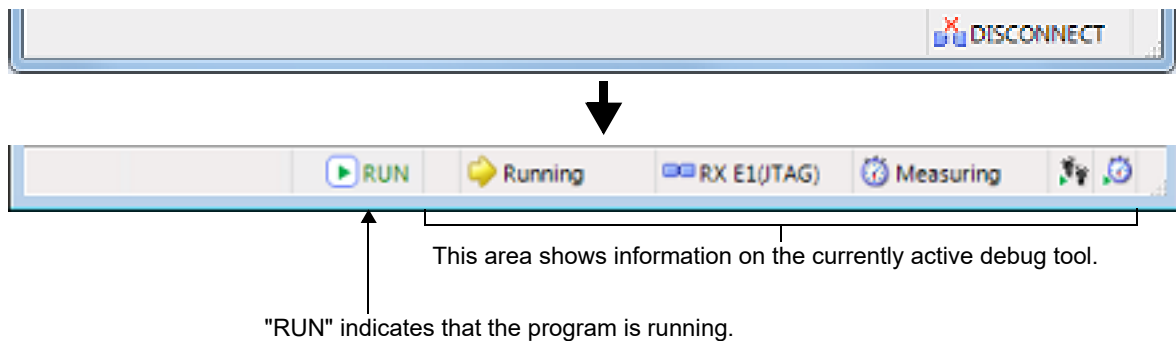 DISCONNECT
RUN Running RX E1(JTAG) Measuring
This area shows information on the currently active debug tool.
"RUN" indicates that the program is running.